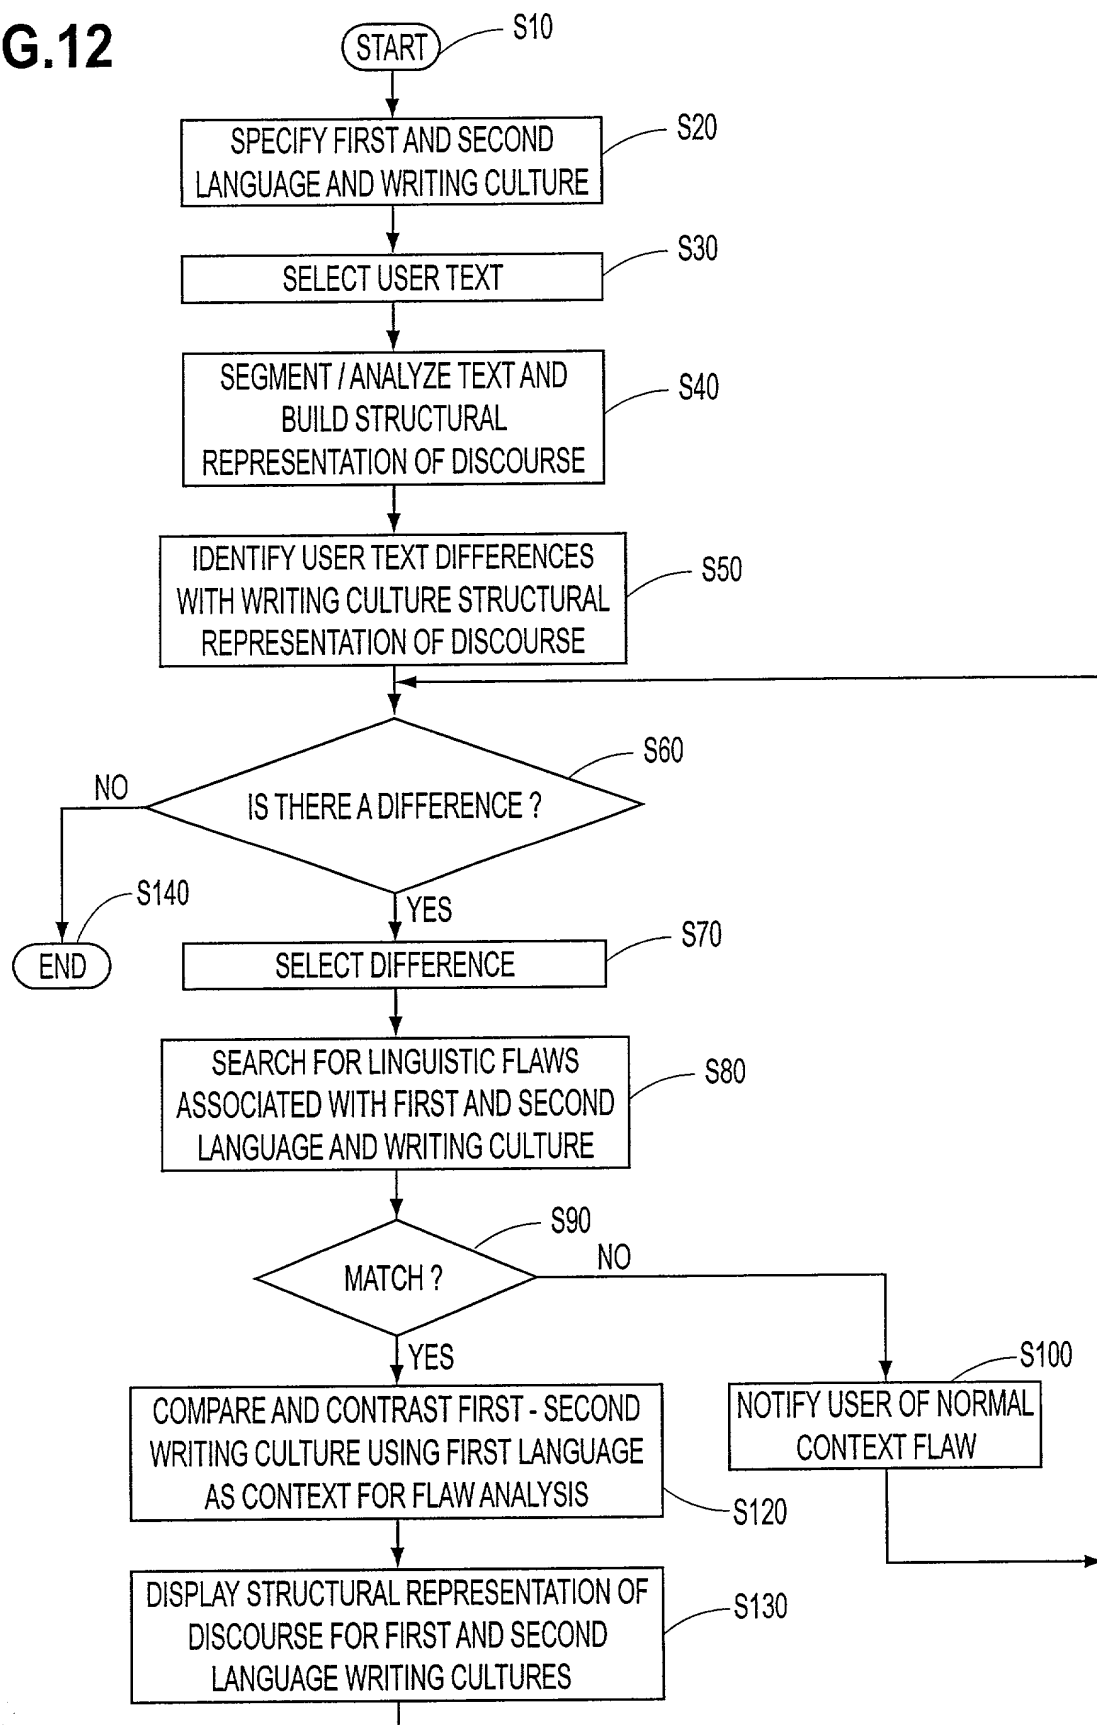 G.12
START
S10
SPECIFY FIRST AND SECOND
LANGUAGE AND WRITING CULTURE
S20
SELECT USER TEXT
S30
SEGMENT / ANALYZE TEXT AND
BUILD STRUCTURAL
REPRESENTATION OF DISCOURSE
S40
IDENTIFY USER TEXT DIFFERENCES
WITH WRITING CULTURE STRUCTURAL
REPRESENTATION OF DISCOURSE
S50
IS THERE A DIFFERENCE ?
S60
NO
S140
END
YES
SELECT DIFFERENCE
S70
SEARCH FOR LINGUISTIC FLAWS
ASSOCIATED WITH FIRST AND SECOND
LANGUAGE AND WRITING CULTURE
S80
MATCH ?
S90
NO
YES
S100
NOTIFY USER OF NORMAL
CONTEXT FLAW
COMPARE AND CONTRAST FIRST - SECOND
WRITING CULTURE USING FIRST LANGUAGE
AS CONTEXT FOR FLAW ANALYSIS
S120
DISPLAY STRUCTURAL REPRESENTATION OF
DISCOURSE FOR FIRST AND SECOND
LANGUAGE WRITING CULTURES
S130